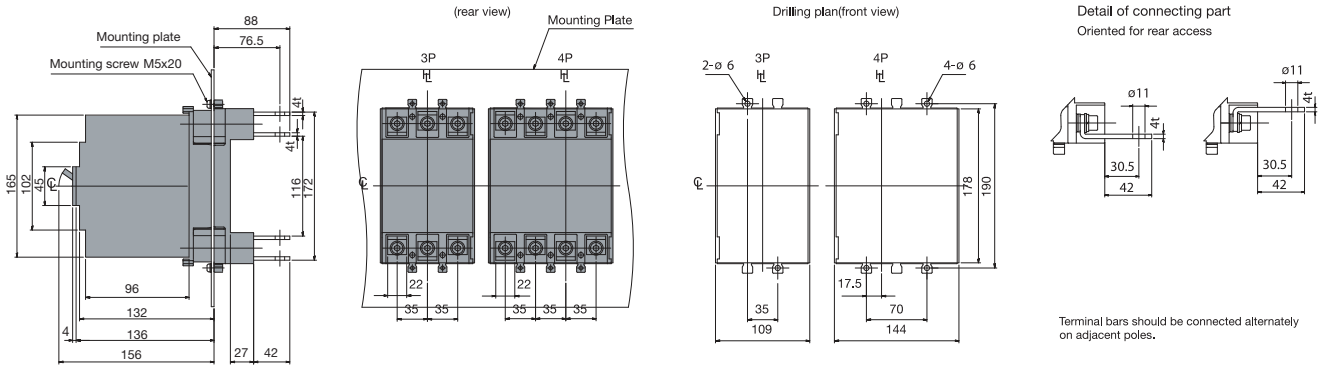 88
76.5
Mounting plate
Mounting screw M5x20
4t
4t
165
102
45
℄
116
172
96
132
4
136
156
27
42
(rear view)
Mounting Plate
3P
℄
4P
℄
℄
22
22
35
35
35
35
35
Drilling plan(front view)
2-ø 6
3P
℄
4P
℄
4-ø 6
℄
178
190
17.5
35
70
109
144
Detail of connecting part
Oriented for rear access
ø11
4t
30.5
42
ø11
4t
30.5
42
Terminal bars should be connected alternately
on adjacent poles.